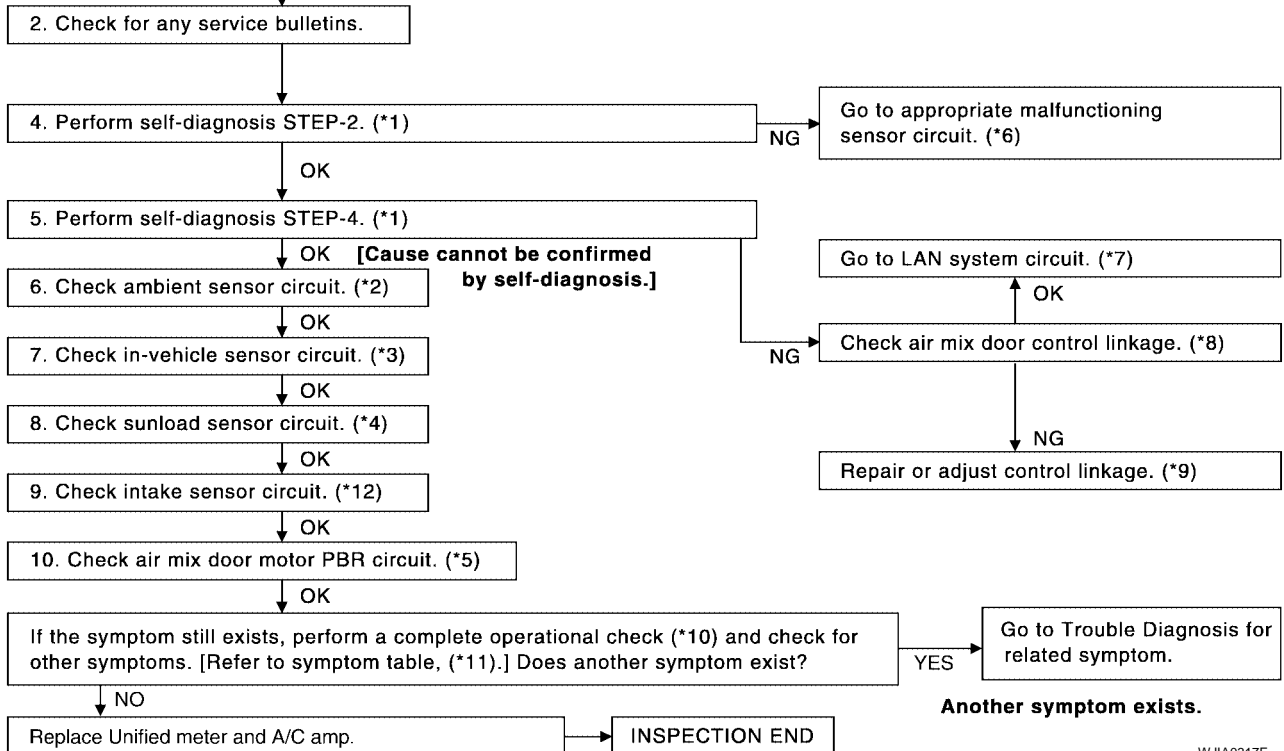 2. Check for any service bulletins.
4. Perform self-diagnosis STEP-2. (*1)
NG
Go to appropriate malfunctioning
sensor circuit. (*6)
OK
5. Perform self-diagnosis STEP-4. (*1)
OK [Cause cannot be confirmed
by self-diagnosis.]
Go to LAN system circuit. (*7)
OK
6. Check ambient sensor circuit. (*2)
OK
NG
Check air mix door control linkage. (*8)
7. Check in-vehicle sensor circuit. (*3)
OK
8. Check sunload sensor circuit. (*4)
NG
OK
Repair or adjust control linkage. (*9)
9. Check intake sensor circuit. (*12)
OK
10. Check air mix door motor PBR circuit. (*5)
OK
If the symptom still exists, perform a complete operational check (*10) and check for
other symptoms. [Refer to symptom table, (*11).] Does another symptom exist?
YES
Go to Trouble Diagnosis for
related symptom.
Another symptom exists.
NO
Replace Unified meter and A/C amp.
INSPECTION END